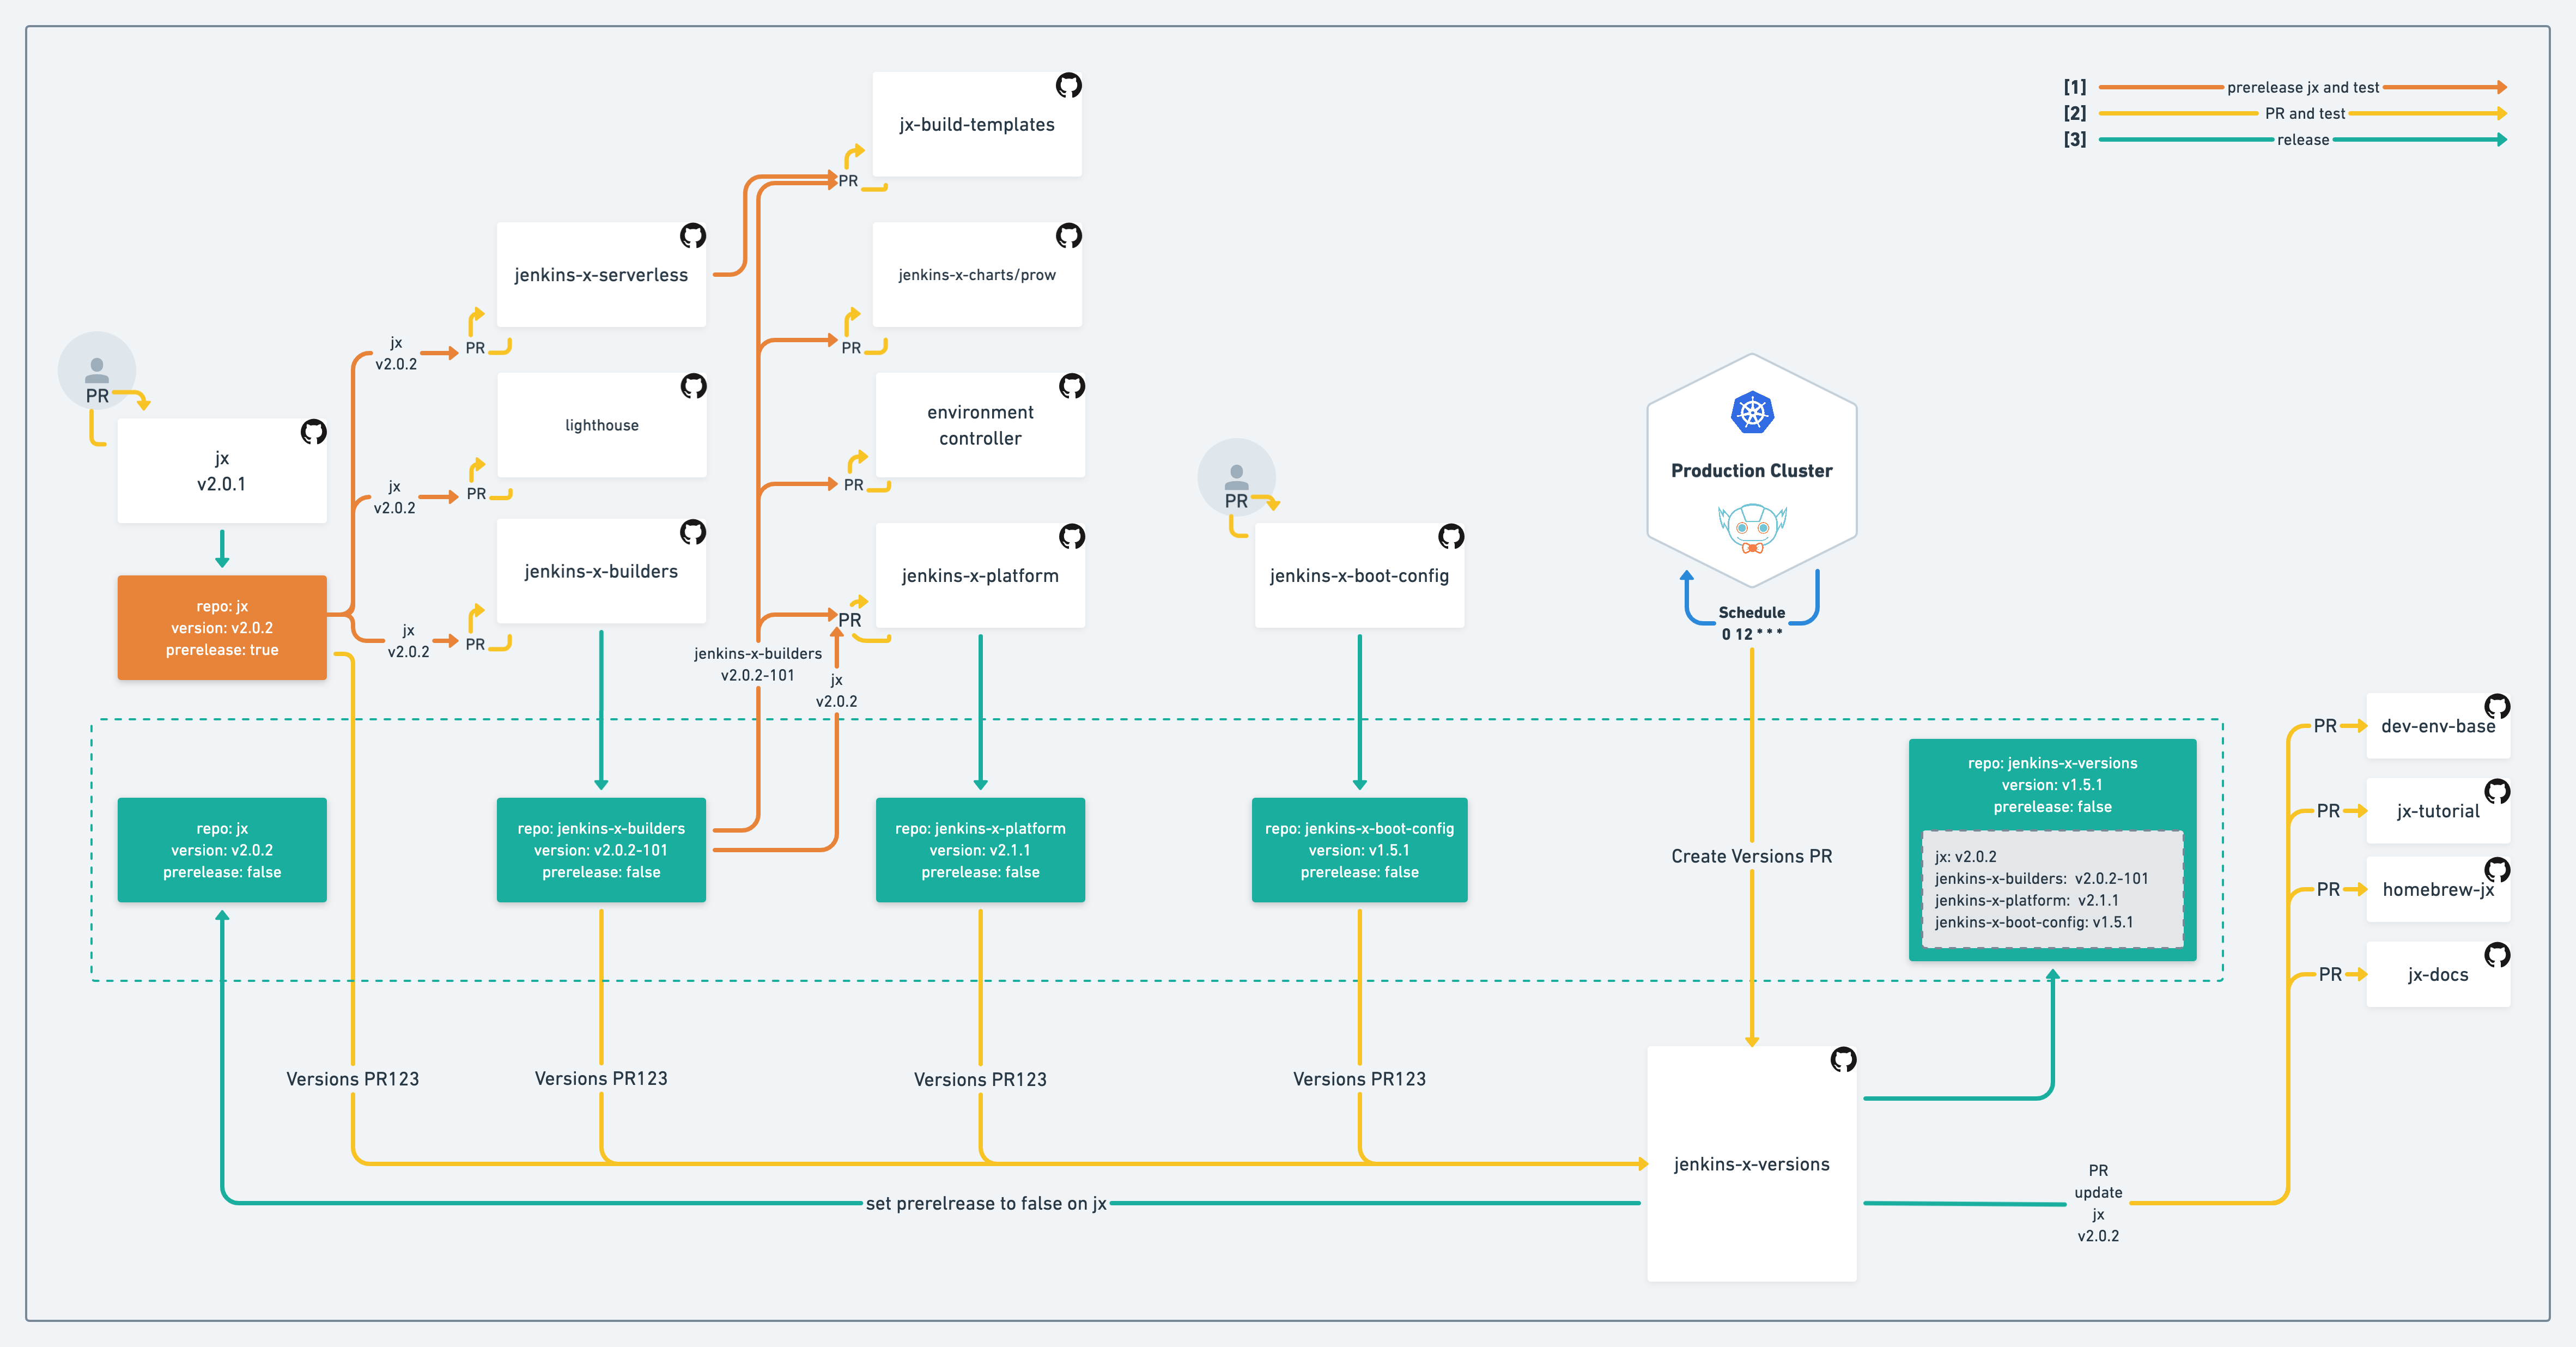 [1] prerelease jx and test
[2] PR and test
[3] release
jx-build-templates
PR
jenkins-x-serverless
jenkins-x-charts/prow
jx
v2.0.2
PR
PR
PR
jx
v2.0.1
lighthouse
environment
controller
jx
v2.0.2
PR
PR
PR
Production Cluster
jenkins-x-builders
jenkins-x-platform
jenkins-x-boot-config
repo: jx
version: v2.0.2
prerelease: true
jx
v2.0.2
PR
PR
Schedule
0 12 * * *
jenkins-x-builders
v2.0.2-101
jx
v2.0.2
PR
dev-env-base
PR
jx-tutorial
PR
homebrew-jx
PR
jx-docs
repo: jx
version: v2.0.2
prerelease: false
repo: jenkins-x-builders
version: v2.0.2-101
prerelease: false
repo: jenkins-x-platform
version: v2.1.1
prerelease: false
repo: jenkins-x-boot-config
version: v1.5.1
prerelease: false
Create Versions PR
repo: jenkins-x-versions
version: v1.5.1
prerelease: false
jx: v2.0.2
jenkins-x-builders: v2.0.2-101
jenkins-x-platform: v2.1.1
jenkins-x-boot-config: v1.5.1
Versions PR123
Versions PR123
Versions PR123
Versions PR123
jenkins-x-versions
set prerelrease to false on jx
PR
update
jx
v2.0.2